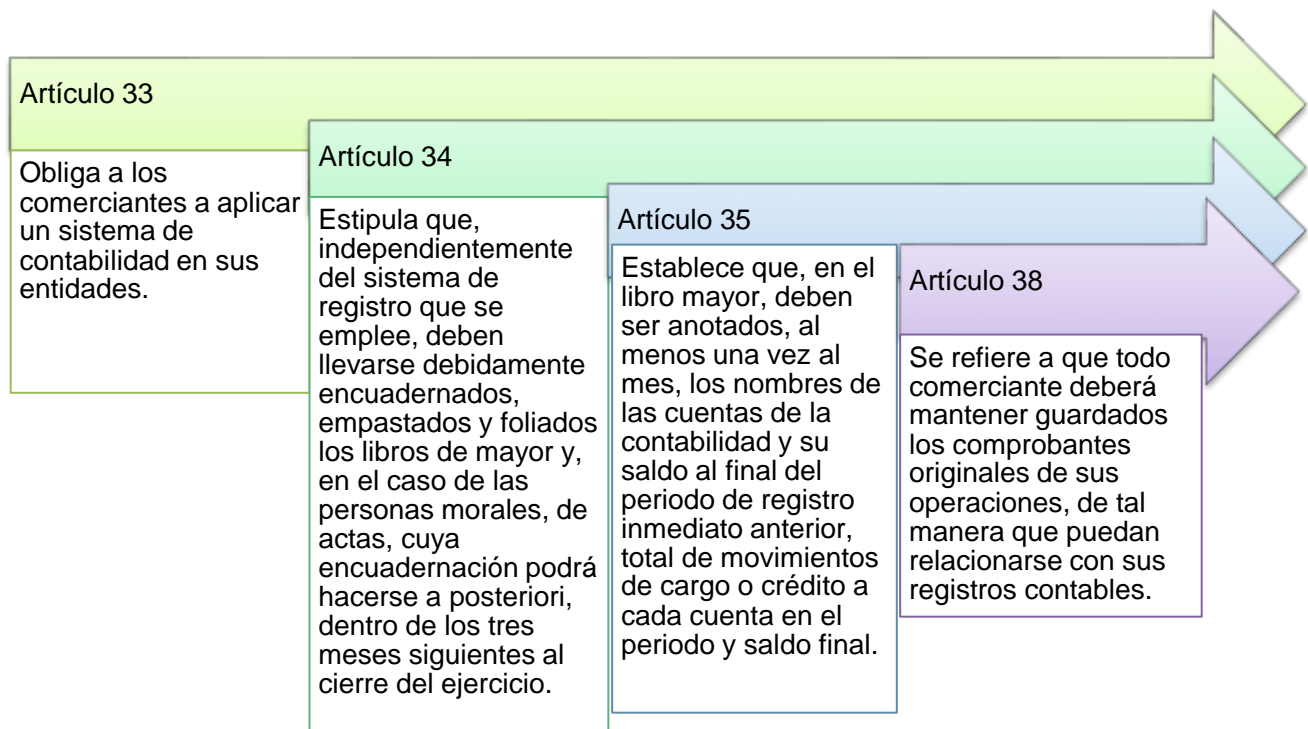 Artículo 33
Obliga a los
comerciantes a aplicar
un sistema de
contabilidad en sus
entidades.
Artículo 34
Estipula que,
independientemente
del sistema de
registro que se
emplee, deben
llevarse debidamente
encuadernados,
empastados y foliados
los libros de mayor y,
en el caso de las
personas morales, de
actas, cuya
encuadernación podrá
hacerse a posteriori,
dentro de los tres
meses siguientes al
cierre del ejercicio.
Artículo 35
Establece que, en el
libro mayor, deben
ser anotados, al
menos una vez al
mes, los nombres de
las cuentas de la
contabilidad y su
saldo al final del
periodo de registro
inmediato anterior,
total de movimientos
de cargo o crédito a
cada cuenta en el
periodo y saldo final.
Artículo 38
Se refiere a que todo
comerciante deberá
mantener guardados
los comprobantes
originales de sus
operaciones, de tal
manera que puedan
relacionarse con sus
registros contables.